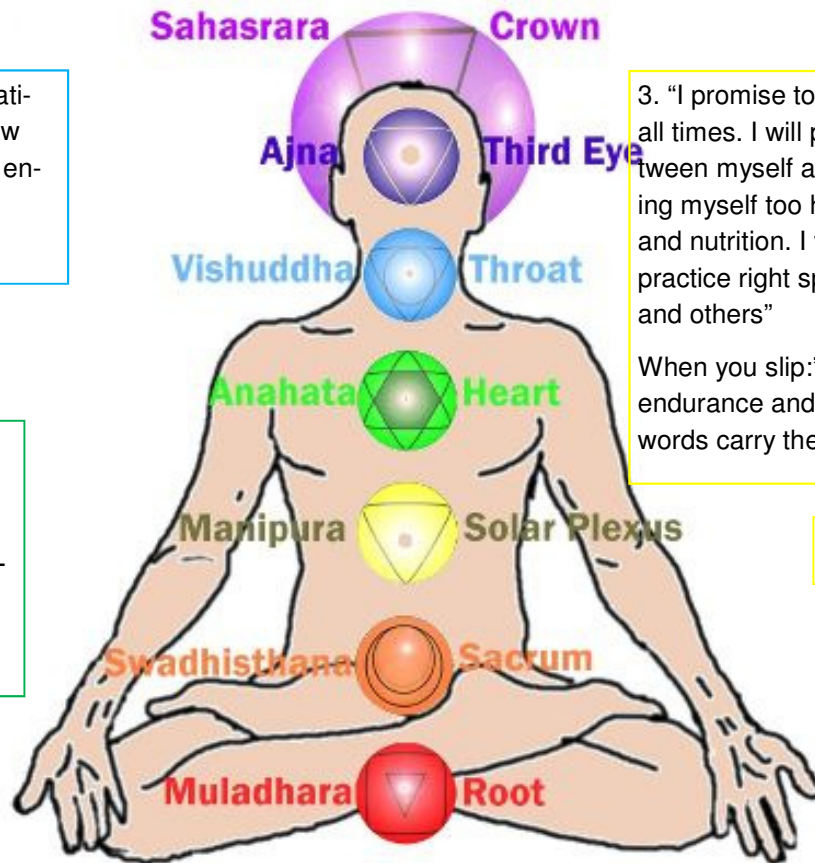 Sahasrara Crown
Ajna Third Eye
Vishuddha Throat
Anahata Heart
Manipura Solar Plexus
Swadhisthana Sacrum
Muladhara Root
ati-
w
en-
-
3. “I promise to
all times. I will p
tween myself a
ing myself too h
and nutrition. I
practice right sp
and others”
When you slip:
endurance and
words carry the